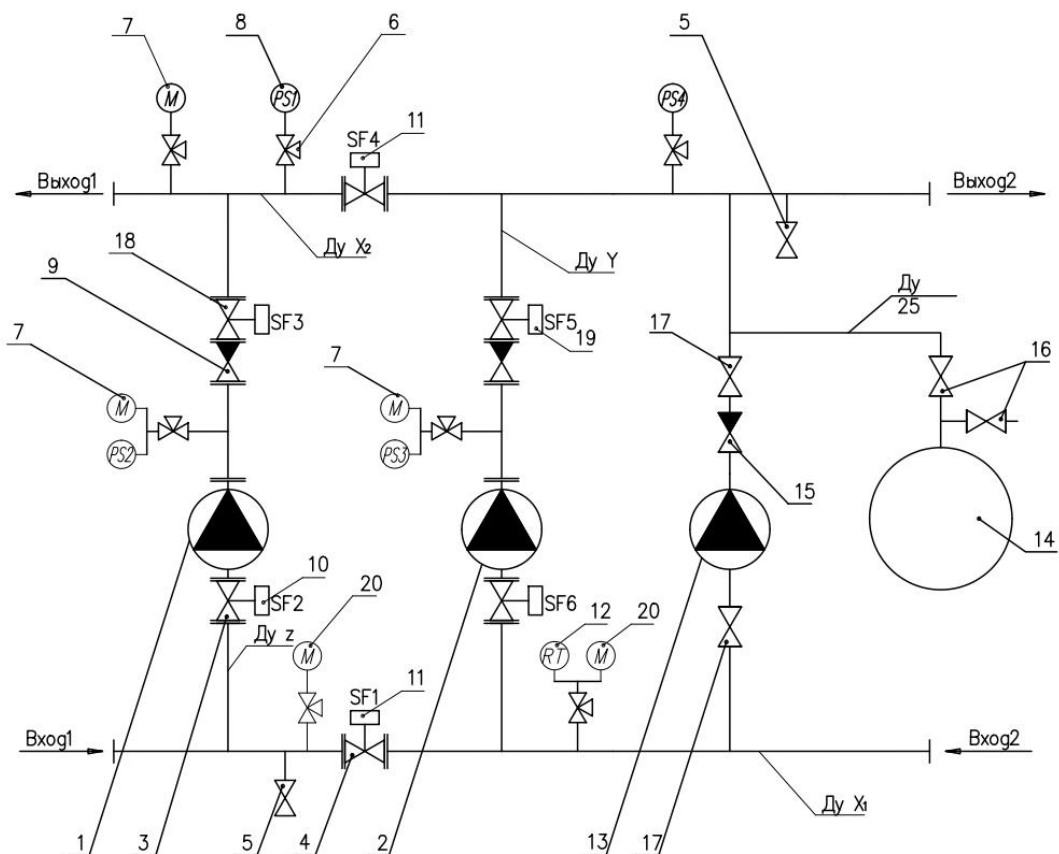 7
8
6
5
M
PS1
SF4
11
PS4
Выход1
Выход2
Ду X₂
18
9
Ду Y
Ду
25
SF3
SF5
19
17
16
7
7
M
PS2
M
PS3
15
14
10
20
SF2
SF6
12
20
Ду z
M
RT
M
SF1
11
Вход1
Вход2
Ду X₁
1
3
5
4
2
13
17